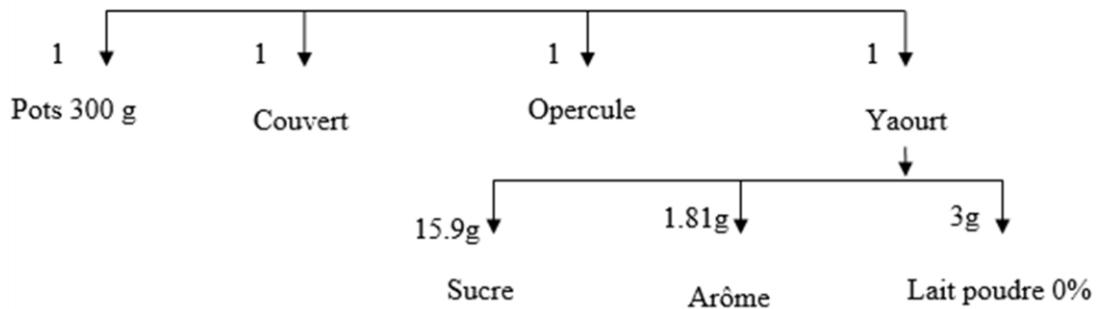 1 1 1 1
Pots 300 g Couvert Opercule Yaourt
15.9g 1.81g 3g
Sucre Arôme Lait poudre 0%